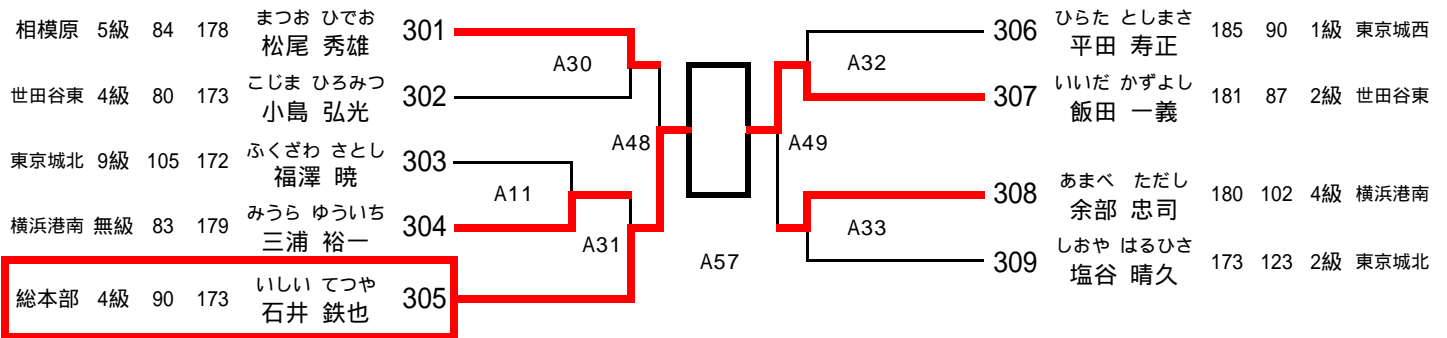 まつお ひでお
相模原 5級 84 178 松尾 秀雄 301
こじま ひろみつ
世田谷東 4級 80 173 小島 弘光 302
ふくざわ さとし
東京城北 9級 105 172 福澤 暁 303
みうら ゆういち
横浜港南 無級 83 179 三浦 裕一 304
いしい てつや
総本部 4級 90 173 石井 鉄也 305
A30
A11
A31
A48
A57
A49
A32
A33
ひらた としまさ
306 平田 寿正 185 90 1級 東京城西
いいだ かずよし
307 飯田 一義 181 87 2級 世田谷東
あまべ ただし
308 余部 忠司 180 102 4級 横浜港南
しおや はるひさ
309 塩谷 晴久 173 123 2級 東京城北